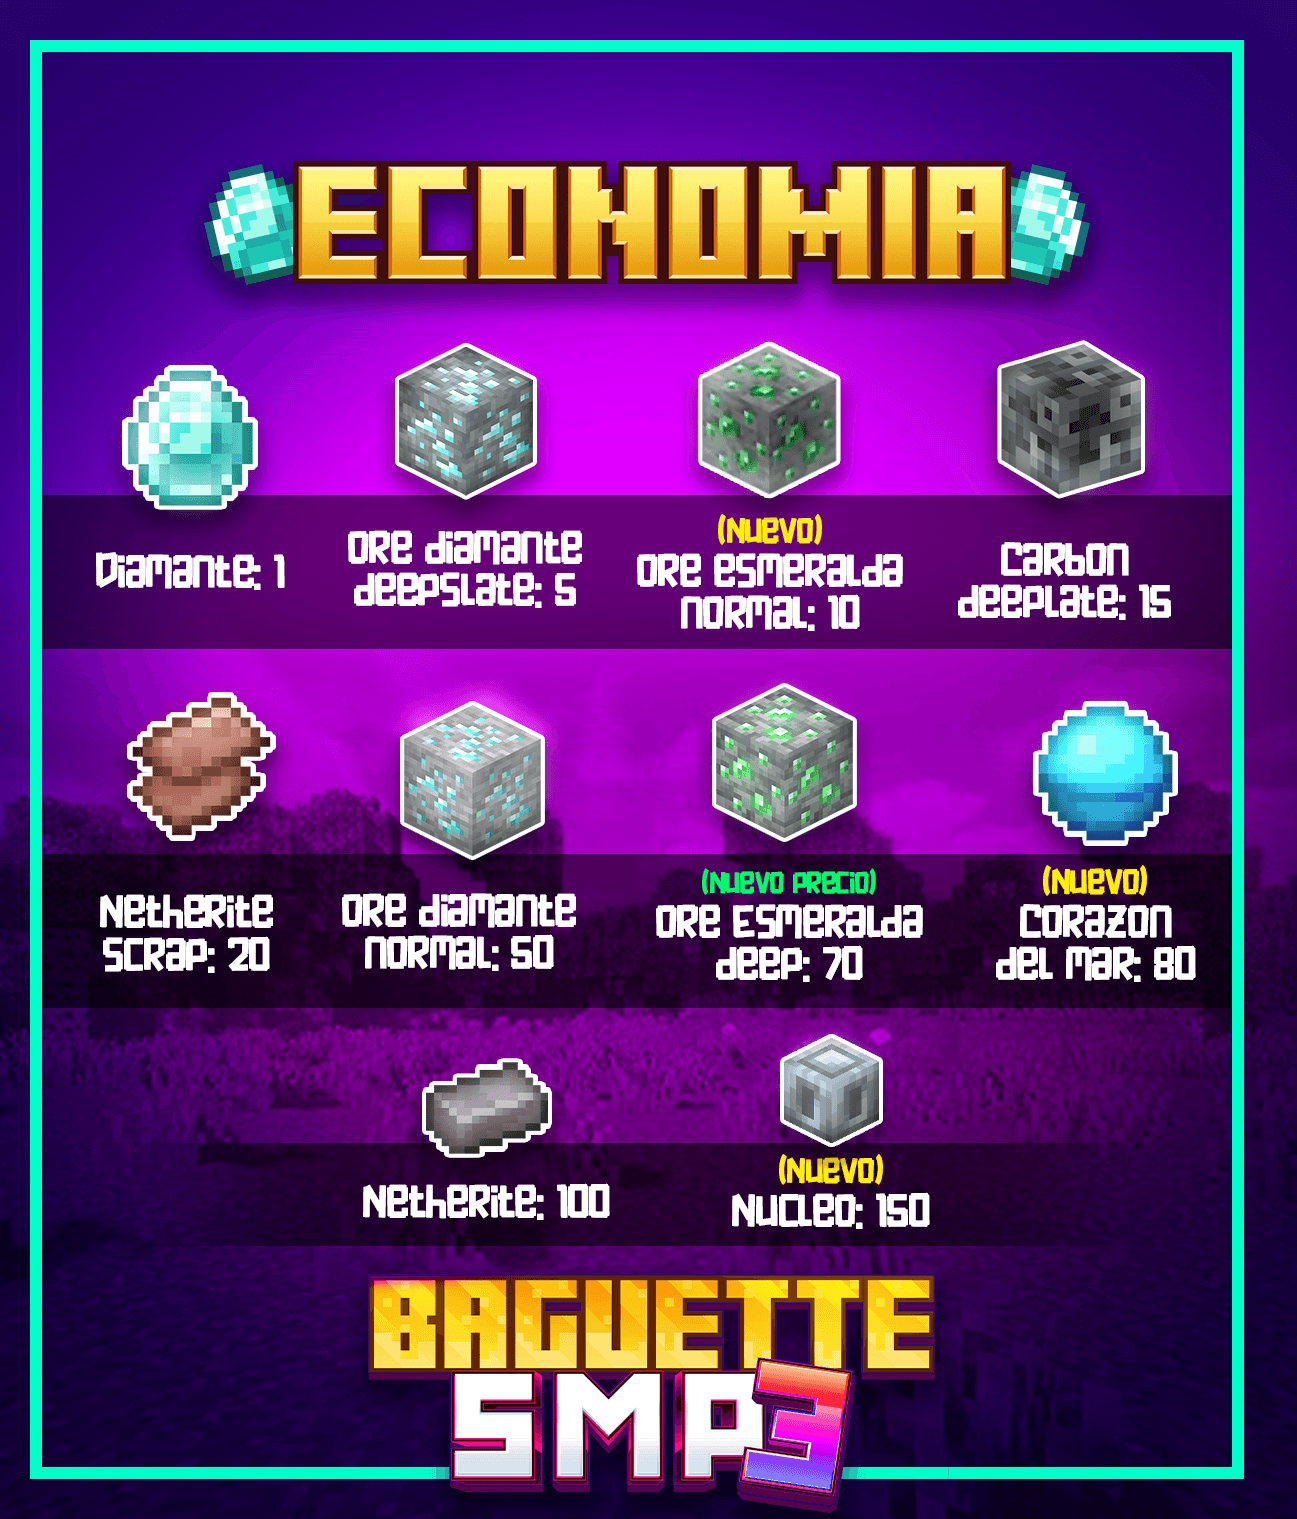 ECONOMIA
Diamante: 1
Ore diamante
deepslate: 5
(Nuevo)
Ore esmeralda
normal: 10
Carbon
deeplate: 15
Netherite
scrap: 20
Ore diamante
normal: 50
(Nuevo precio)
Ore Esmeralda
deep: 70
(Nuevo)
Corazon
del mar: 80
Netherite: 100
(Nuevo)
Nucleo: 150
BAGUETTE
SMP3